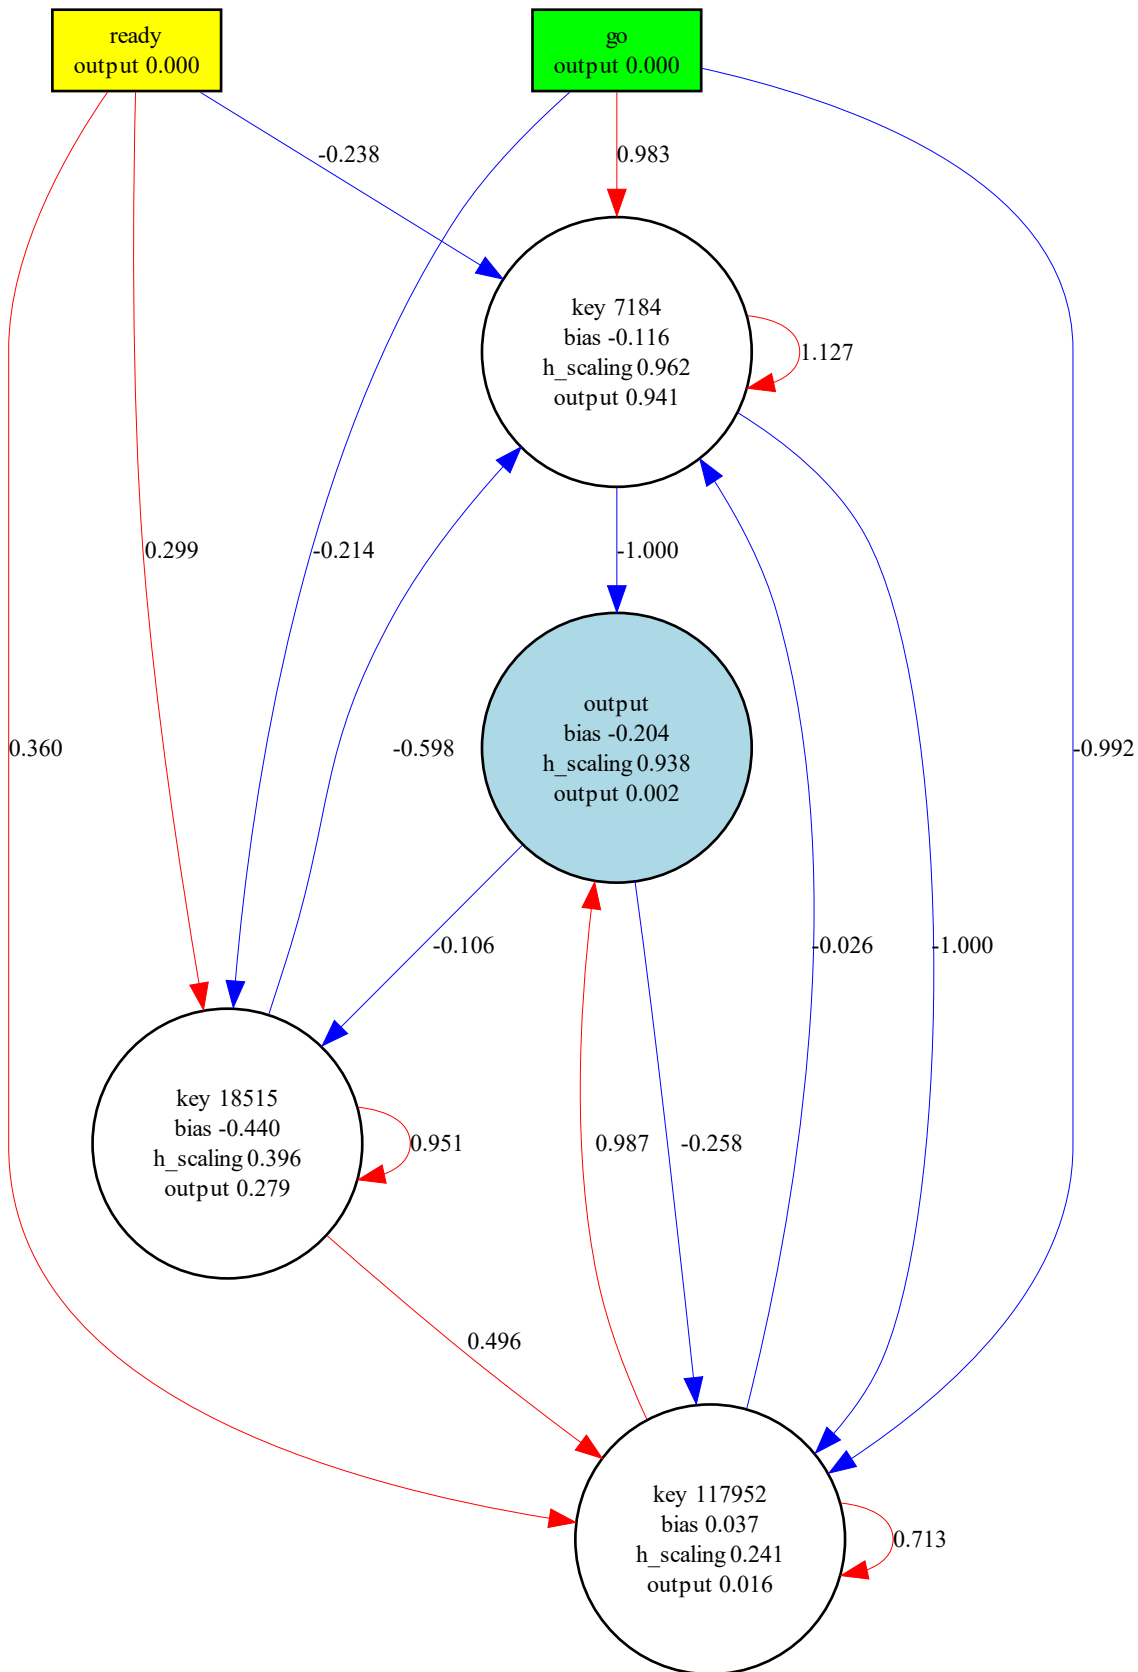 ready
output 0.000
go
output 0.000
-0.238
0.983
key 7184
bias -0.116
h_scaling 0.962
output 0.941
1.127
0.299
-0.214
-1.000
output
bias -0.204
h_scaling 0.938
output 0.002
0.360
-0.598
-0.992
-0.106
-0.026
-1.000
key 18515
bias -0.440
h_scaling 0.396
output 0.279
0.951
0.987
-0.258
0.496
key 117952
bias 0.037
h_scaling 0.241
output 0.016
0.713